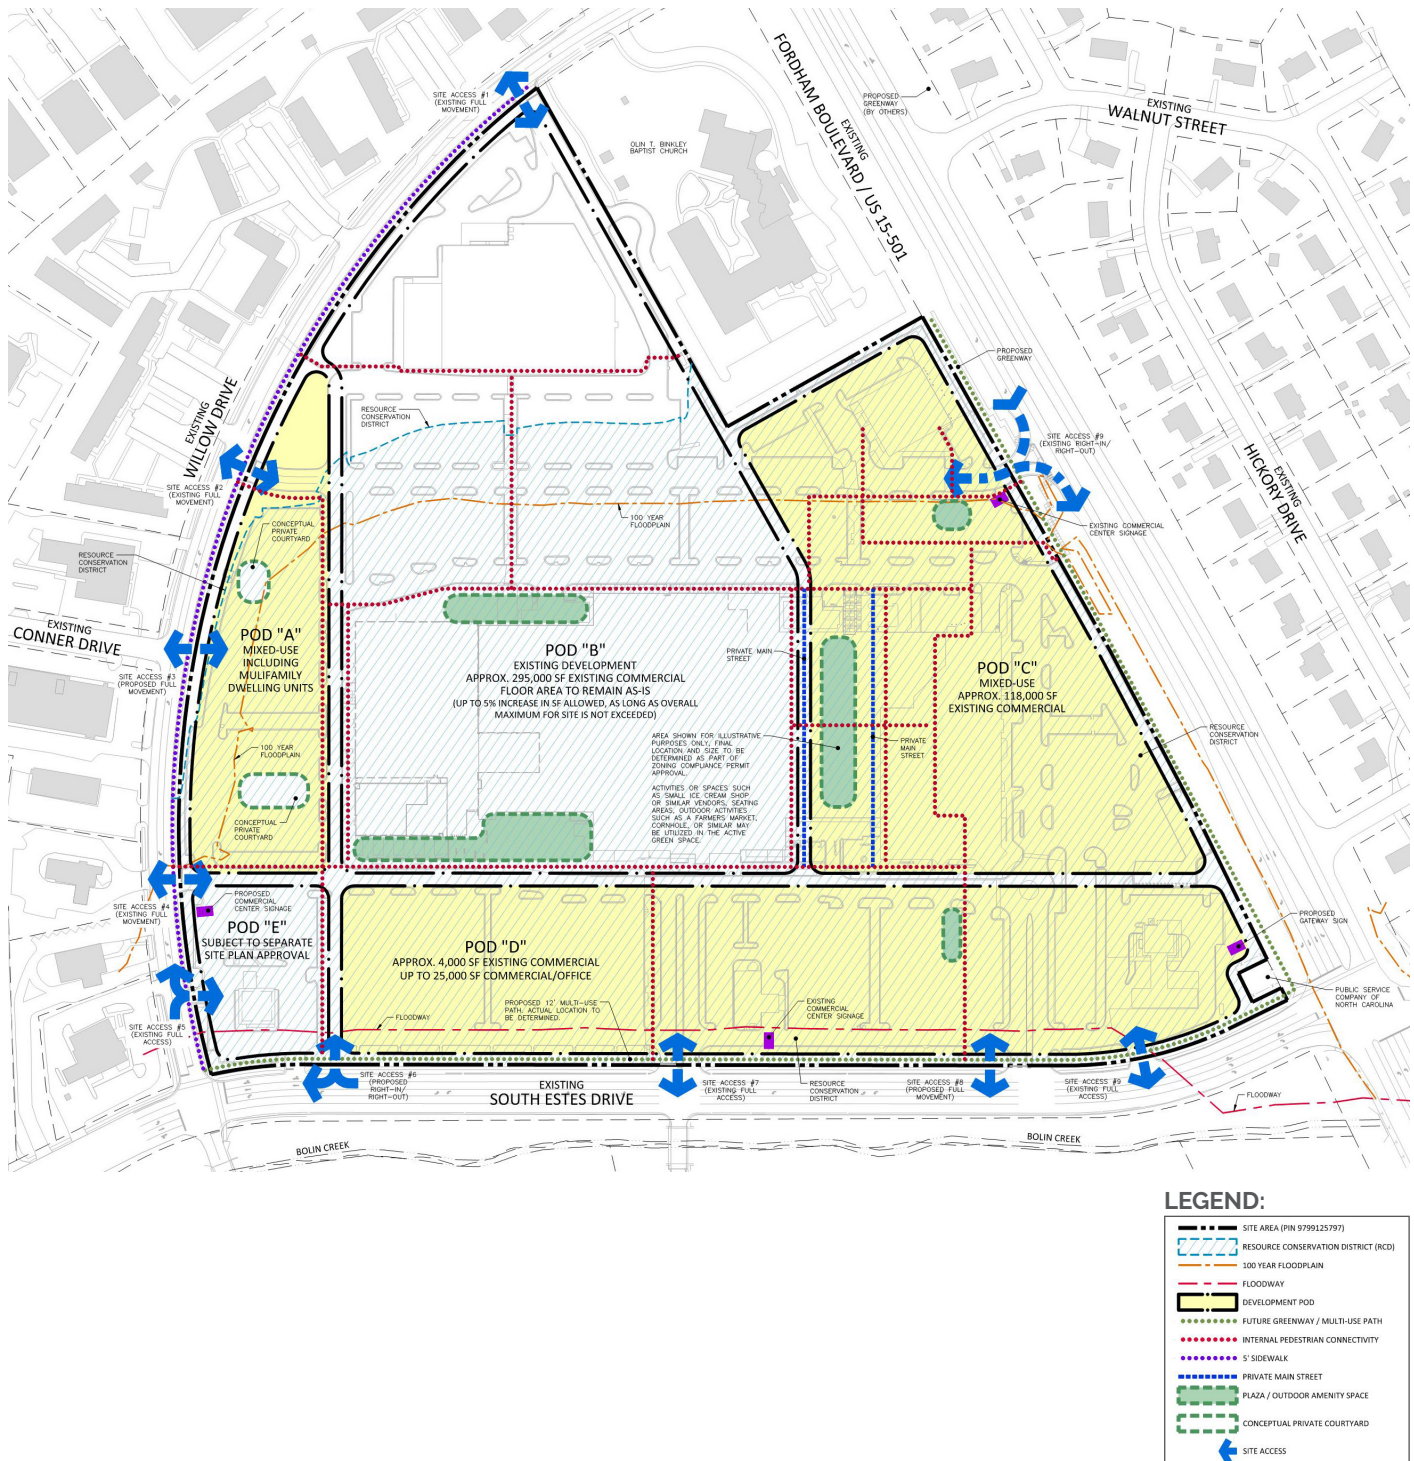 SITE ACCESS #1
(EXISTING FULL
MOVEMENT)
OLIN T. BINKLEY
BAPTIST CHURCH
EXISTING
FORDHAM BOULEVARD / US 15-501
PROPOSED
GREENWAY
(BY OTHERS)
EXISTING
WALNUT STREET
PROPOSED
GREENWAY
EXISTING
WILLOW DRIVE
RESOURCE
CONSERVATION
DISTRICT
SITE ACCESS #9
(EXISTING RIGHT-IN/
RIGHT-OUT)
EXISTING
HICKORY DRIVE
SITE ACCESS #2
(EXISTING FULL
MOVEMENT)
CONCEPTUAL
PRIVATE
COURTYARD
100 YEAR
FLOODPLAIN
EXISTING COMMERCIAL
CENTER SIGNAGE
RESOURCE
CONSERVATION
DISTRICT
EXISTING
CONNER DRIVE
POD "A"
MIXED-USE
INCLUDING
MULIFAMILY
DWELLING UNITS
SITE ACCESS #3
(PROPOSED FULL
MOVEMENT)
POD "B"
EXISTING DEVELOPMENT
APPROX. 295,000 SF EXISTING COMMERCIAL
FLOOR AREA TO REMAIN AS-IS
(UP TO 5% INCREASE IN SF ALLOWED, AS LONG AS OVERALL
MAXIMUM FOR SITE IS NOT EXCEEDED)
PRIVATE MAIN
STREET
POD "C"
MIXED-USE
APPROX. 118,000 SF
EXISTING COMMERCIAL
100 YEAR
FLOODPLAIN
AREA SHOWN FOR ILLUSTRATIVE
PURPOSES ONLY, FINAL
LOCATION AND SIZE TO BE
DETERMINED AS PART OF
ZONING COMPLIANCE PERMIT
APPROVAL.
ACTIVITIES OR SPACES SUCH
AS SMALL ICE CREAM SHOP
OR SIMILAR VENDORS, SEATING
AREAS, OUTDOOR ACTIVITIES
SUCH AS A FARMERS MARKET,
CORNHOLE, OR SIMILAR MAY
BE UTILIZED IN THE ACTIVE
GREEN SPACE.
PRIVATE
MAIN
STREET
RESOURCE
CONSERVATION
DISTRICT
CONCEPTUAL
PRIVATE
COURTYARD
SITE ACCESS #4
(EXISTING FULL
MOVEMENT)
PROPOSED
COMMERCIAL
CENTER SIGNAGE
POD "E"
SUBJECT TO SEPARATE
SITE PLAN APPROVAL
POD "D"
APPROX. 4,000 SF EXISTING COMMERCIAL
UP TO 25,000 SF COMMERCIAL/OFFICE
PROPOSED
GATEWAY SIGN
PUBLIC SERVICE
COMPANY OF
NORTH CAROLINA
PROPOSED 12' MULTI-USE
PATH. ACTUAL LOCATION TO
BE DETERMINED.
EXISTING
COMMERCIAL
CENTER SIGNAGE
FLOODWAY
SITE ACCESS #5
(EXISTING FULL
ACCESS)
SITE ACCESS #6
(PROPOSED
RIGHT-IN/
RIGHT-OUT)
EXISTING
SOUTH ESTES DRIVE
SITE ACCESS #7
(EXISTING FULL
ACCESS)
RESOURCE
CONSERVATION
DISTRICT
SITE ACCESS #8
(PROPOSED FULL
MOVEMENT)
SITE ACCESS #9
(EXISTING FULL
ACCESS)
FLOODWAY
BOLIN CREEK
BOLIN CREEK
LEGEND:
SITE AREA (PIN 9799125797)
RESOURCE CONSERVATION DISTRICT (RCD)
100 YEAR FLOODPLAIN
FLOODWAY
DEVELOPMENT POD
FUTURE GREENWAY / MULTI-USE PATH
INTERNAL PEDESTRIAN CONNECTIVITY
5' SIDEWALK
PRIVATE MAIN STREET
PLAZA / OUTDOOR AMENITY SPACE
CONCEPTUAL PRIVATE COURTYARD
SITE ACCESS